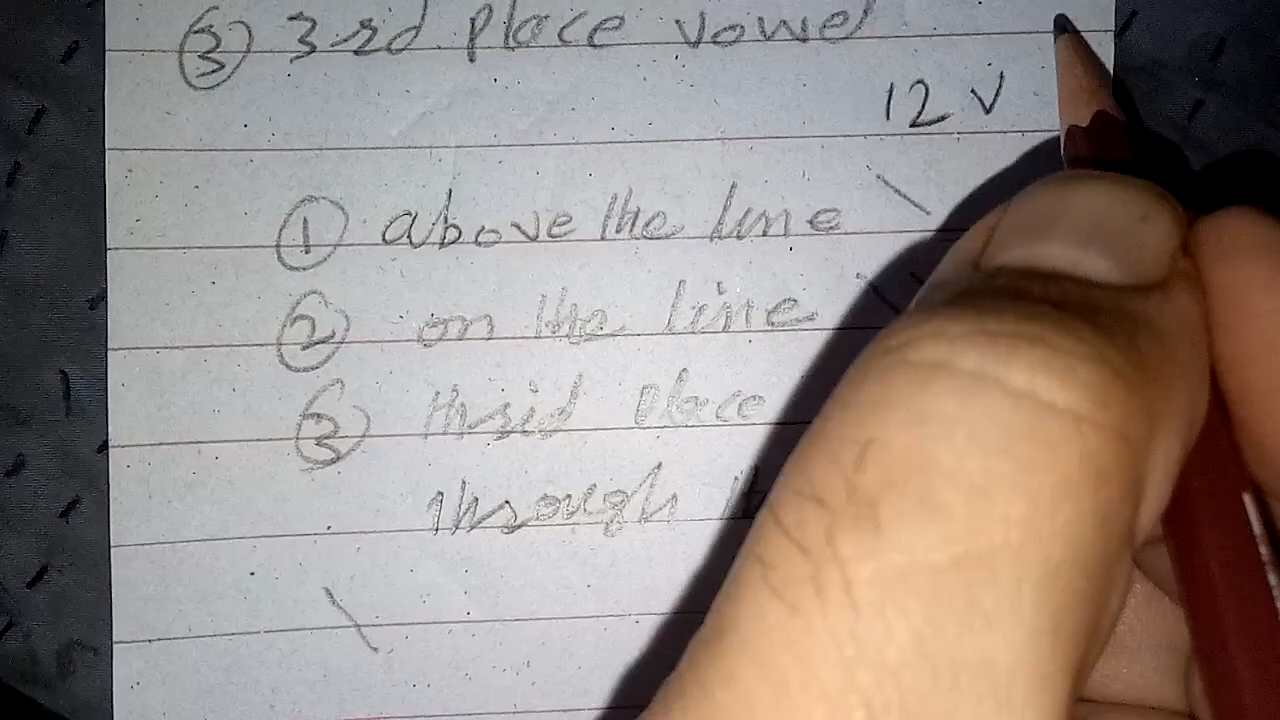 ③ 3rd place vowel
12 V
① above the line
② on the line
③ third place
through